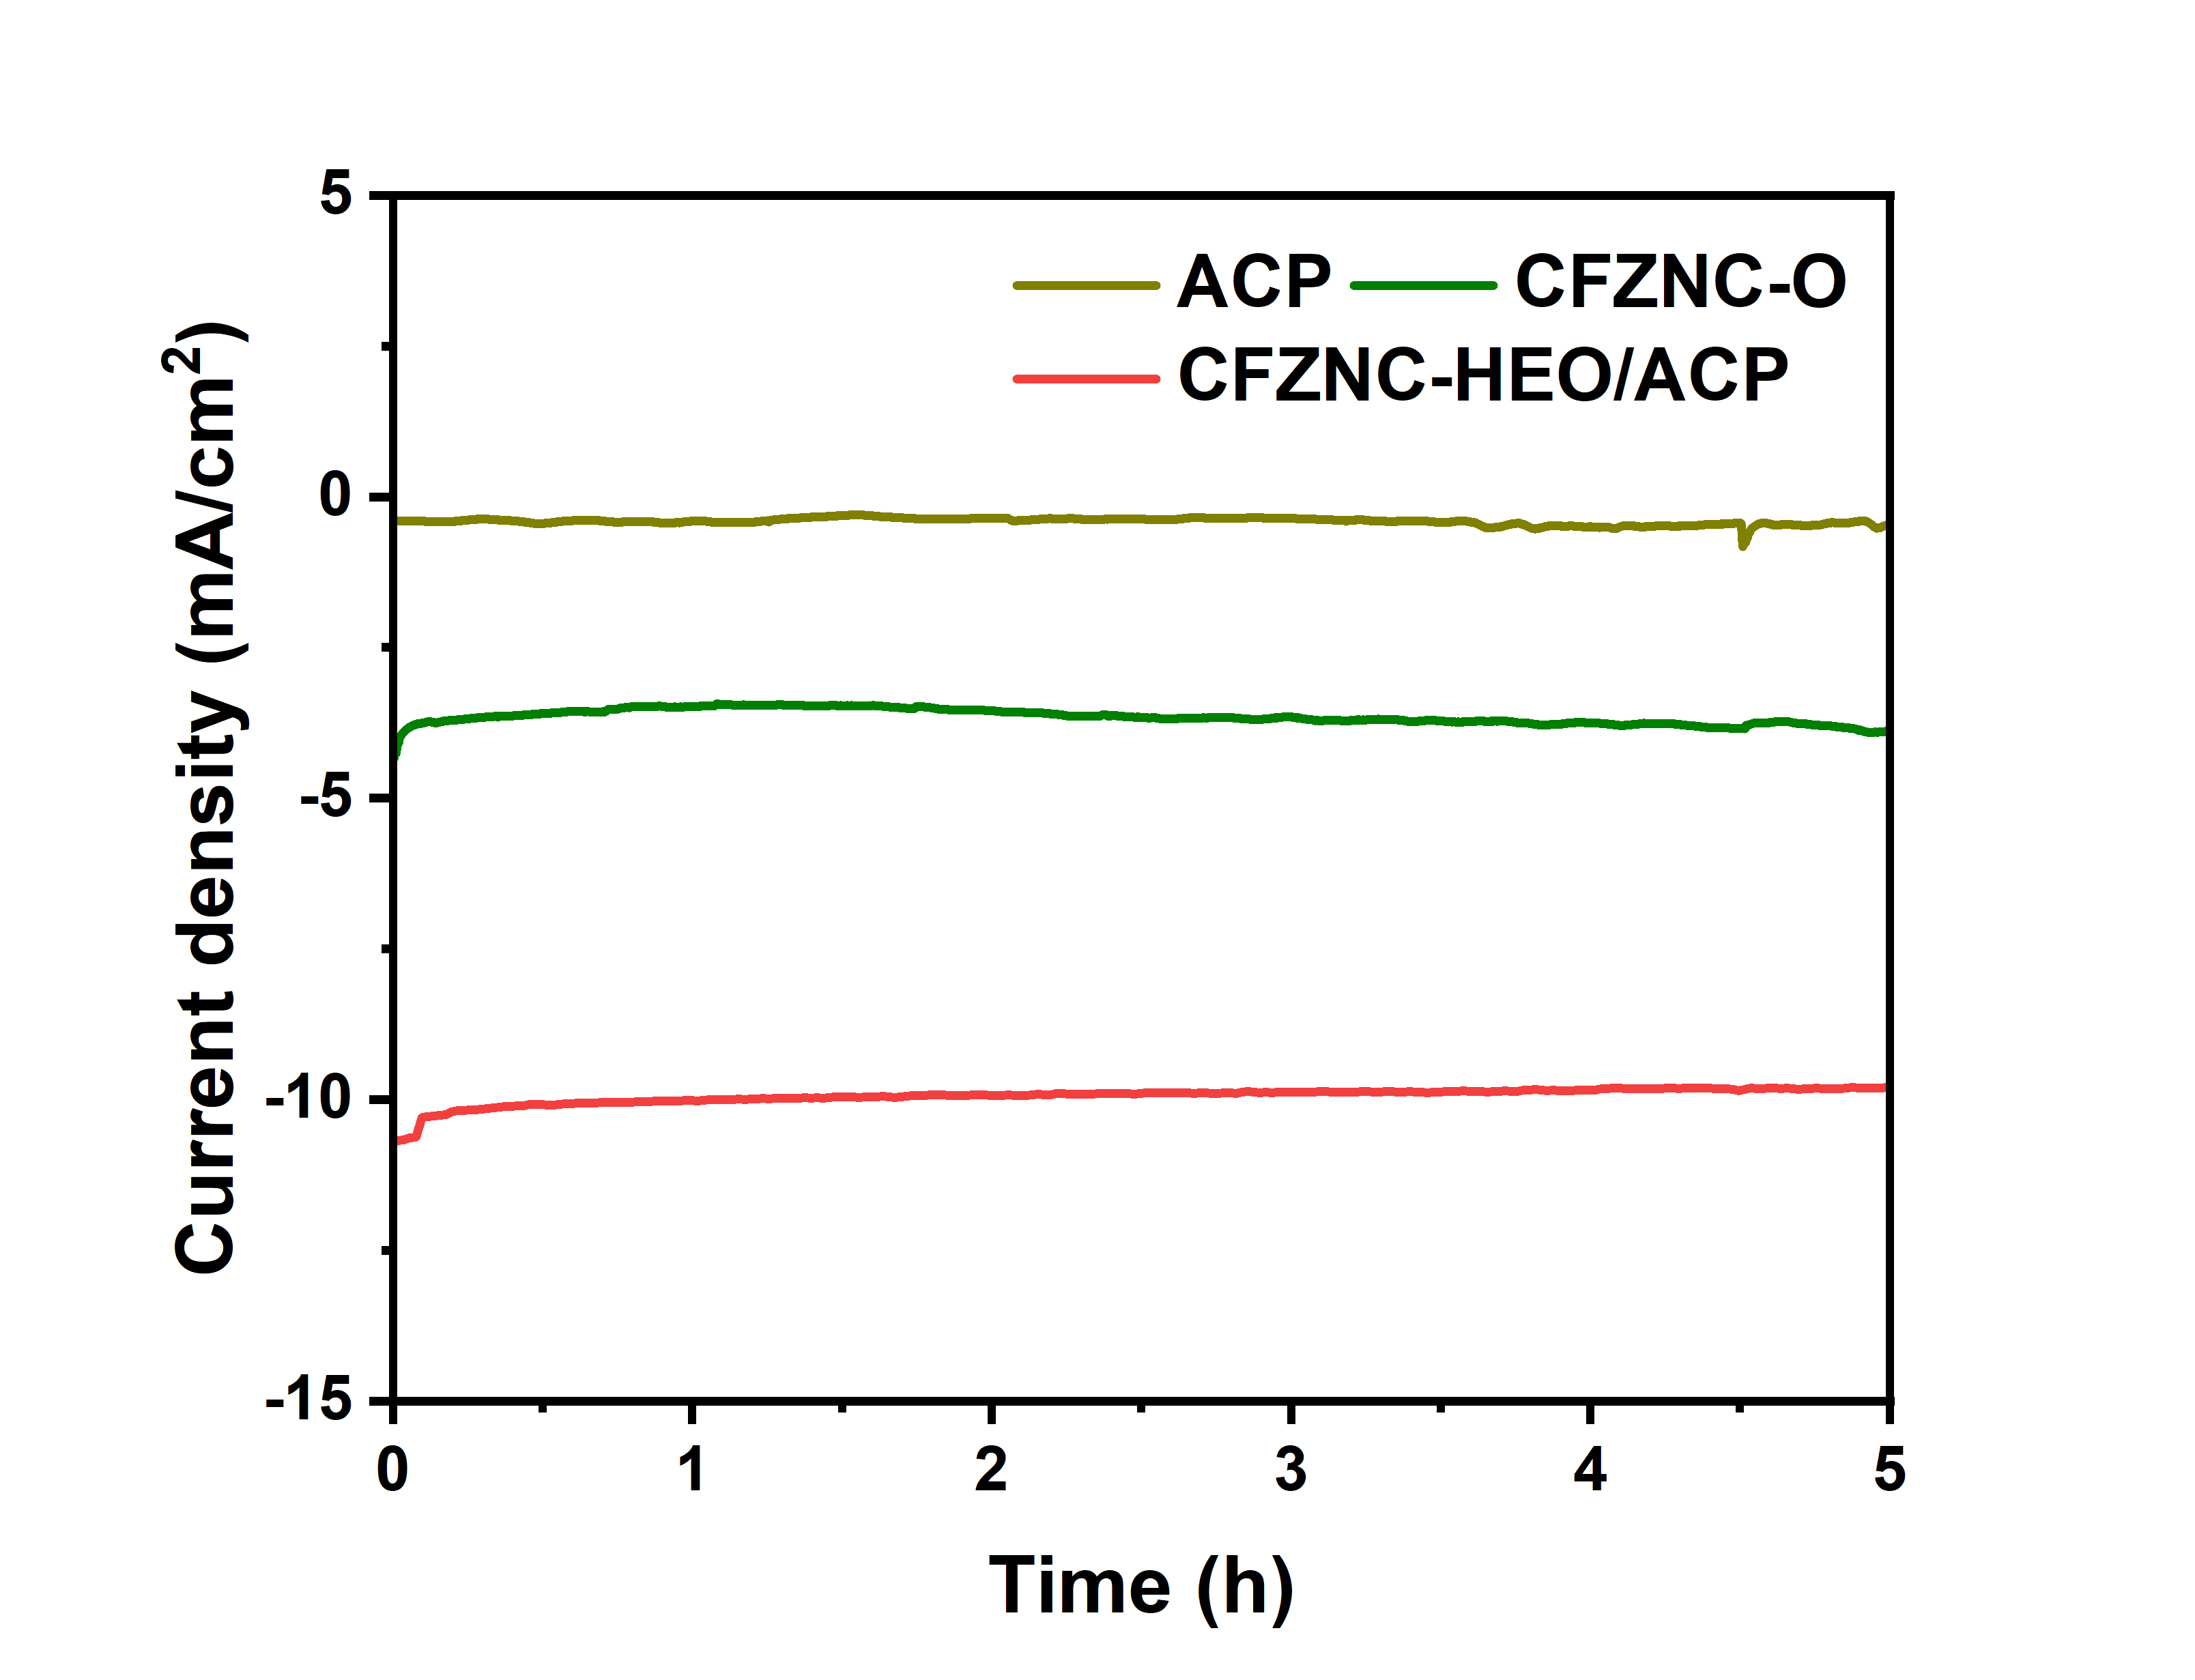 5
ACP CFZNC-O
CFZNC-HEO/ACP
0
-5
-10
-15
Current density (mA/cm²)
0 1 2 3 4 5
Time (h)